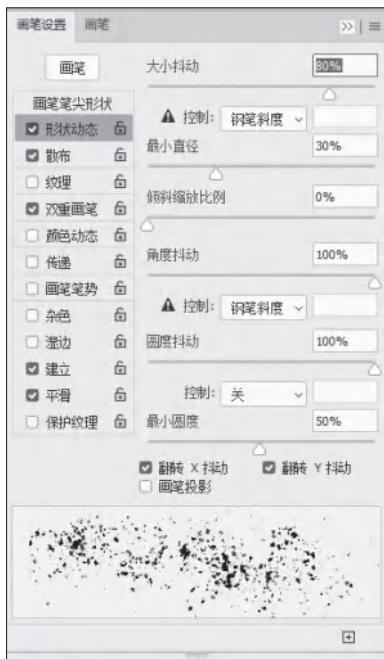 画笔设置 画笔
画笔
画笔笔尖形状
形状动态
散布
纹理
双重画笔
颜色动态
传递
画笔笔势
杂色
湿边
建立
平滑
保护纹理
大小抖动 80%
控制: 钢笔斜度
最小直径 30%
倾斜缩放比例 0%
角度抖动 100%
控制: 钢笔斜度
圆度抖动 100%
控制: 关
最小圆度 50%
翻转 X 抖动 翻转 Y 抖动
画笔投影